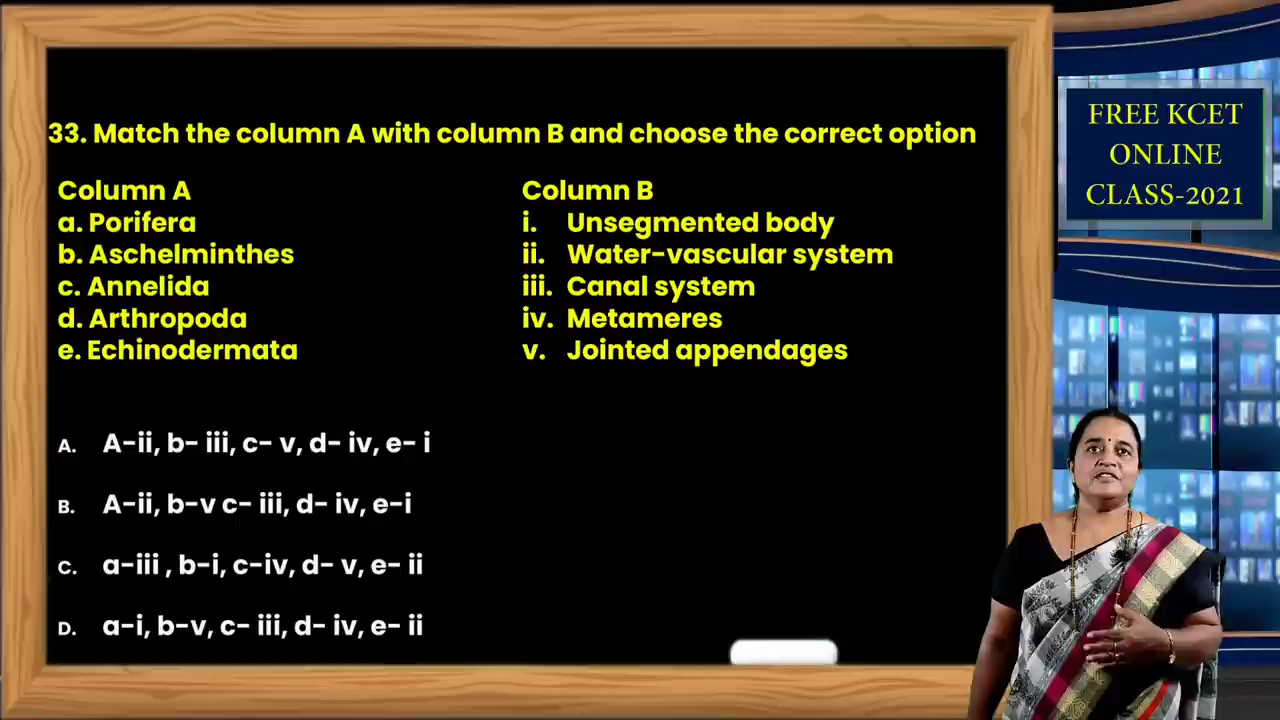 33. Match the column A with column B and choose the correct option
Column A
a. Porifera
b. Aschelminthes
c. Annelida
d. Arthropoda
e. Echinodermata
Column B
i. Unsegmented body
ii. Water-vascular system
iii. Canal system
iv. Metameres
v. Jointed appendages
A. A-ii, b- iii, c- v, d- iv, e- i
B. A-ii, b-v c- iii, d- iv, e-i
C. a-iii , b-i, c-iv, d- v, e- ii
D. a-i, b-v, c- iii, d- iv, e- ii
FREE KCET
ONLINE
CLASS-2021